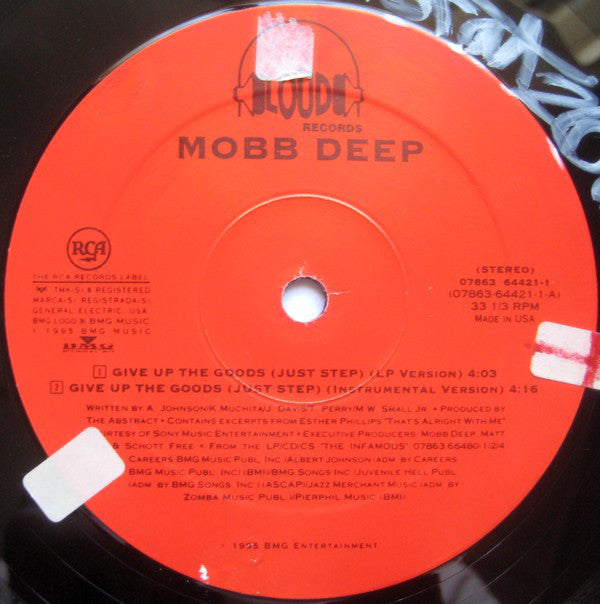 LOUD
RECORDS
MOBB DEEP
RCA
THE RCA RECORDS LABEL
TMK(S) & REGISTERED
MARCA(S) REGISTRADA(S)
GENERAL ELECTRIC, USA
BMG LOGO & BMG MUSIC
1995 BMG MUSIC
BMG
(STEREO)
07863 64421-1
(07863-64421-1-A)
33 1/3 RPM
MADE IN USA
1 GIVE UP THE GOODS (JUST STEP) (LP VERSION) 4:03
2 GIVE UP THE GOODS (JUST STEP) (INSTRUMENTAL VERSION) 4:16
WRITTEN BY A. JOHNSON/K. MUCHITA/J. DAVIS/T. PERRY/M.W. SMALL JR • PRODUCED BY
THE ABSTRACT • CONTAINS EXCERPTS FROM ESTHER PHILLIPS "THAT'S ALRIGHT WITH ME"
OURTESY OF SONY MUSIC ENTERTAINMENT • EXECUTIVE PRODUCERS: MOBB DEEP, MATT
& SCHOTT FREE • FROM THE LP/CD/CS "THE INFAMOUS" 07863-66480-1/2/4
CAREERS-BMG MUSIC PUBL. INC (ALBERT JOHNSON (ADM. BY CAREERS
BMG MUSIC PUBL. INC) (BMI)/BMG SONGS INC/JUVENILE HELL PUBL.
(ADM. BY BMG SONGS, INC.) (ASCAP)/JAZZ MERCHANT MUSIC (ADM. BY
ZOMBA MUSIC PUBL.)/PIERPHIL MUSIC (BMI)
1995 BMG ENTERTAINMENT